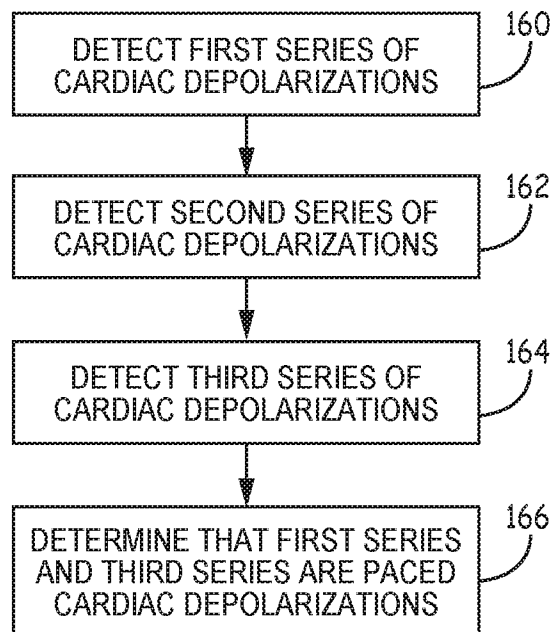 160
DETECT FIRST SERIES OF
CARDIAC DEPOLARIZATIONS
162
DETECT SECOND SERIES OF
CARDIAC DEPOLARIZATIONS
164
DETECT THIRD SERIES OF
CARDIAC DEPOLARIZATIONS
166
DETERMINE THAT FIRST SERIES
AND THIRD SERIES ARE PACED
CARDIAC DEPOLARIZATIONS